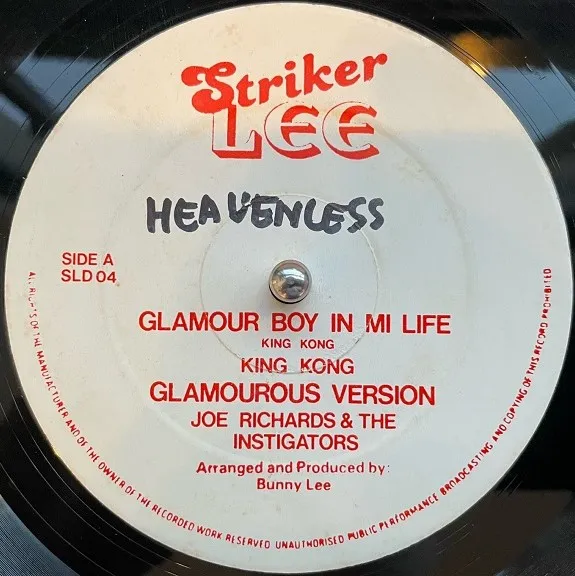 Striker
LEE
HEAVENLESS
SIDE A
SLD 04
GLAMOUR BOY IN MI LIFE
KING KONG
KING KONG
GLAMOUROUS VERSION
JOE RICHARDS & THE
INSTIGATORS
Arranged and Produced by:
Bunny Lee
ALL RIGHTS OF THE MANUFACTURER AND OF THE OWNER OF THE RECORDED WORK RESERVED UNAUTHORISED PUBLIC PERFORMANCE BROADCASTING AND COPYING OF THIS RECORD PROHIBITED